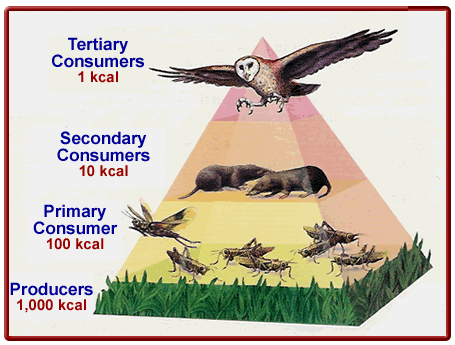 Tertiary
Consumers
1 kcal
Secondary
Consumers
10 kcal
Primary
Consumer
100 kcal
Producers
1,000 kcal